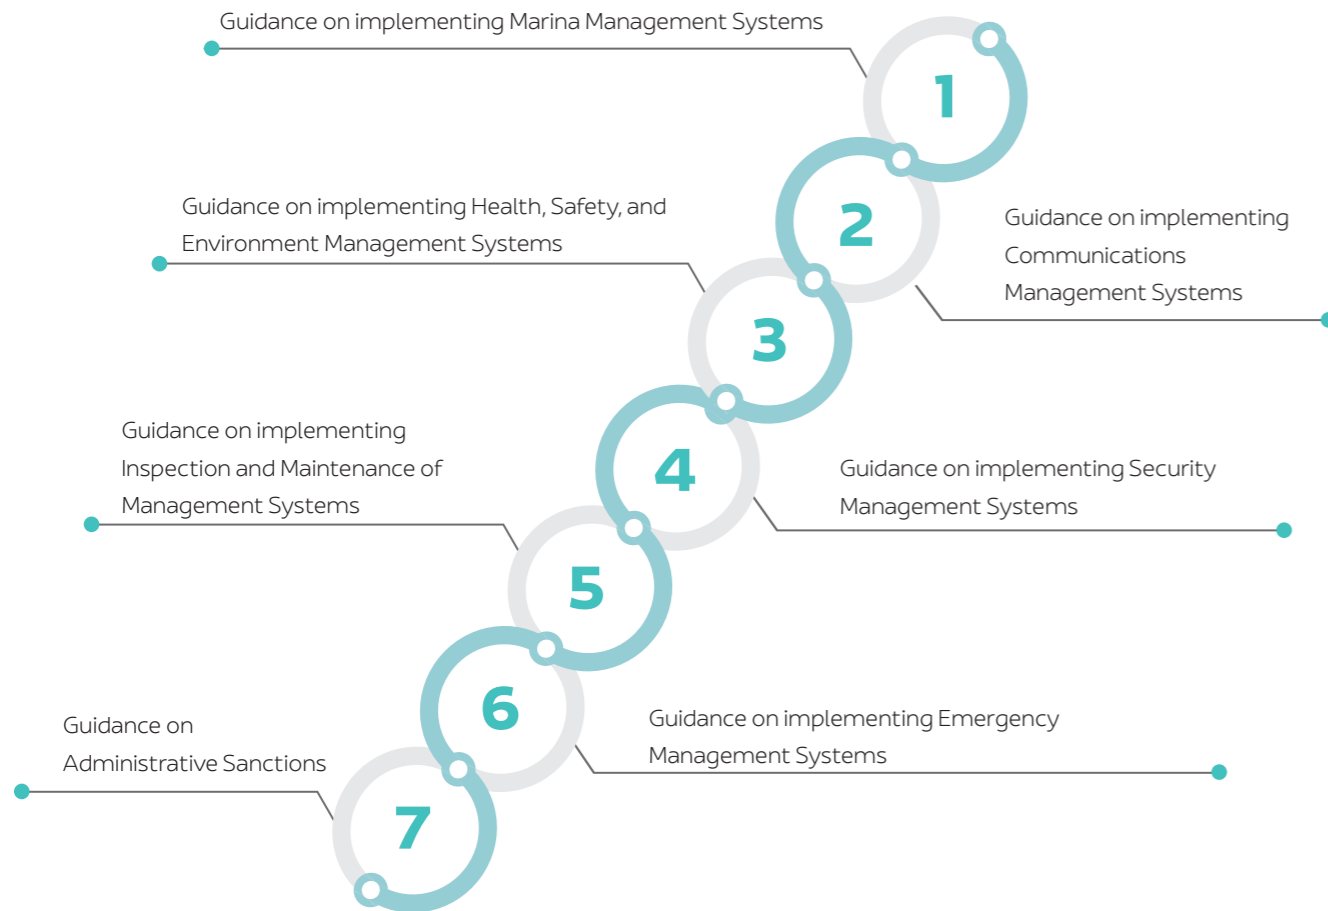 Guidance on implementing Marina Management Systems
1
2
Guidance on implementing
Communications
Management Systems
Guidance on implementing Health, Safety, and
Environment Management Systems
3
4
Guidance on implementing Security
Management Systems
Guidance on implementing
Inspection and Maintenance of
Management Systems
5
6
Guidance on implementing Emergency
Management Systems
Guidance on
Administrative Sanctions
7